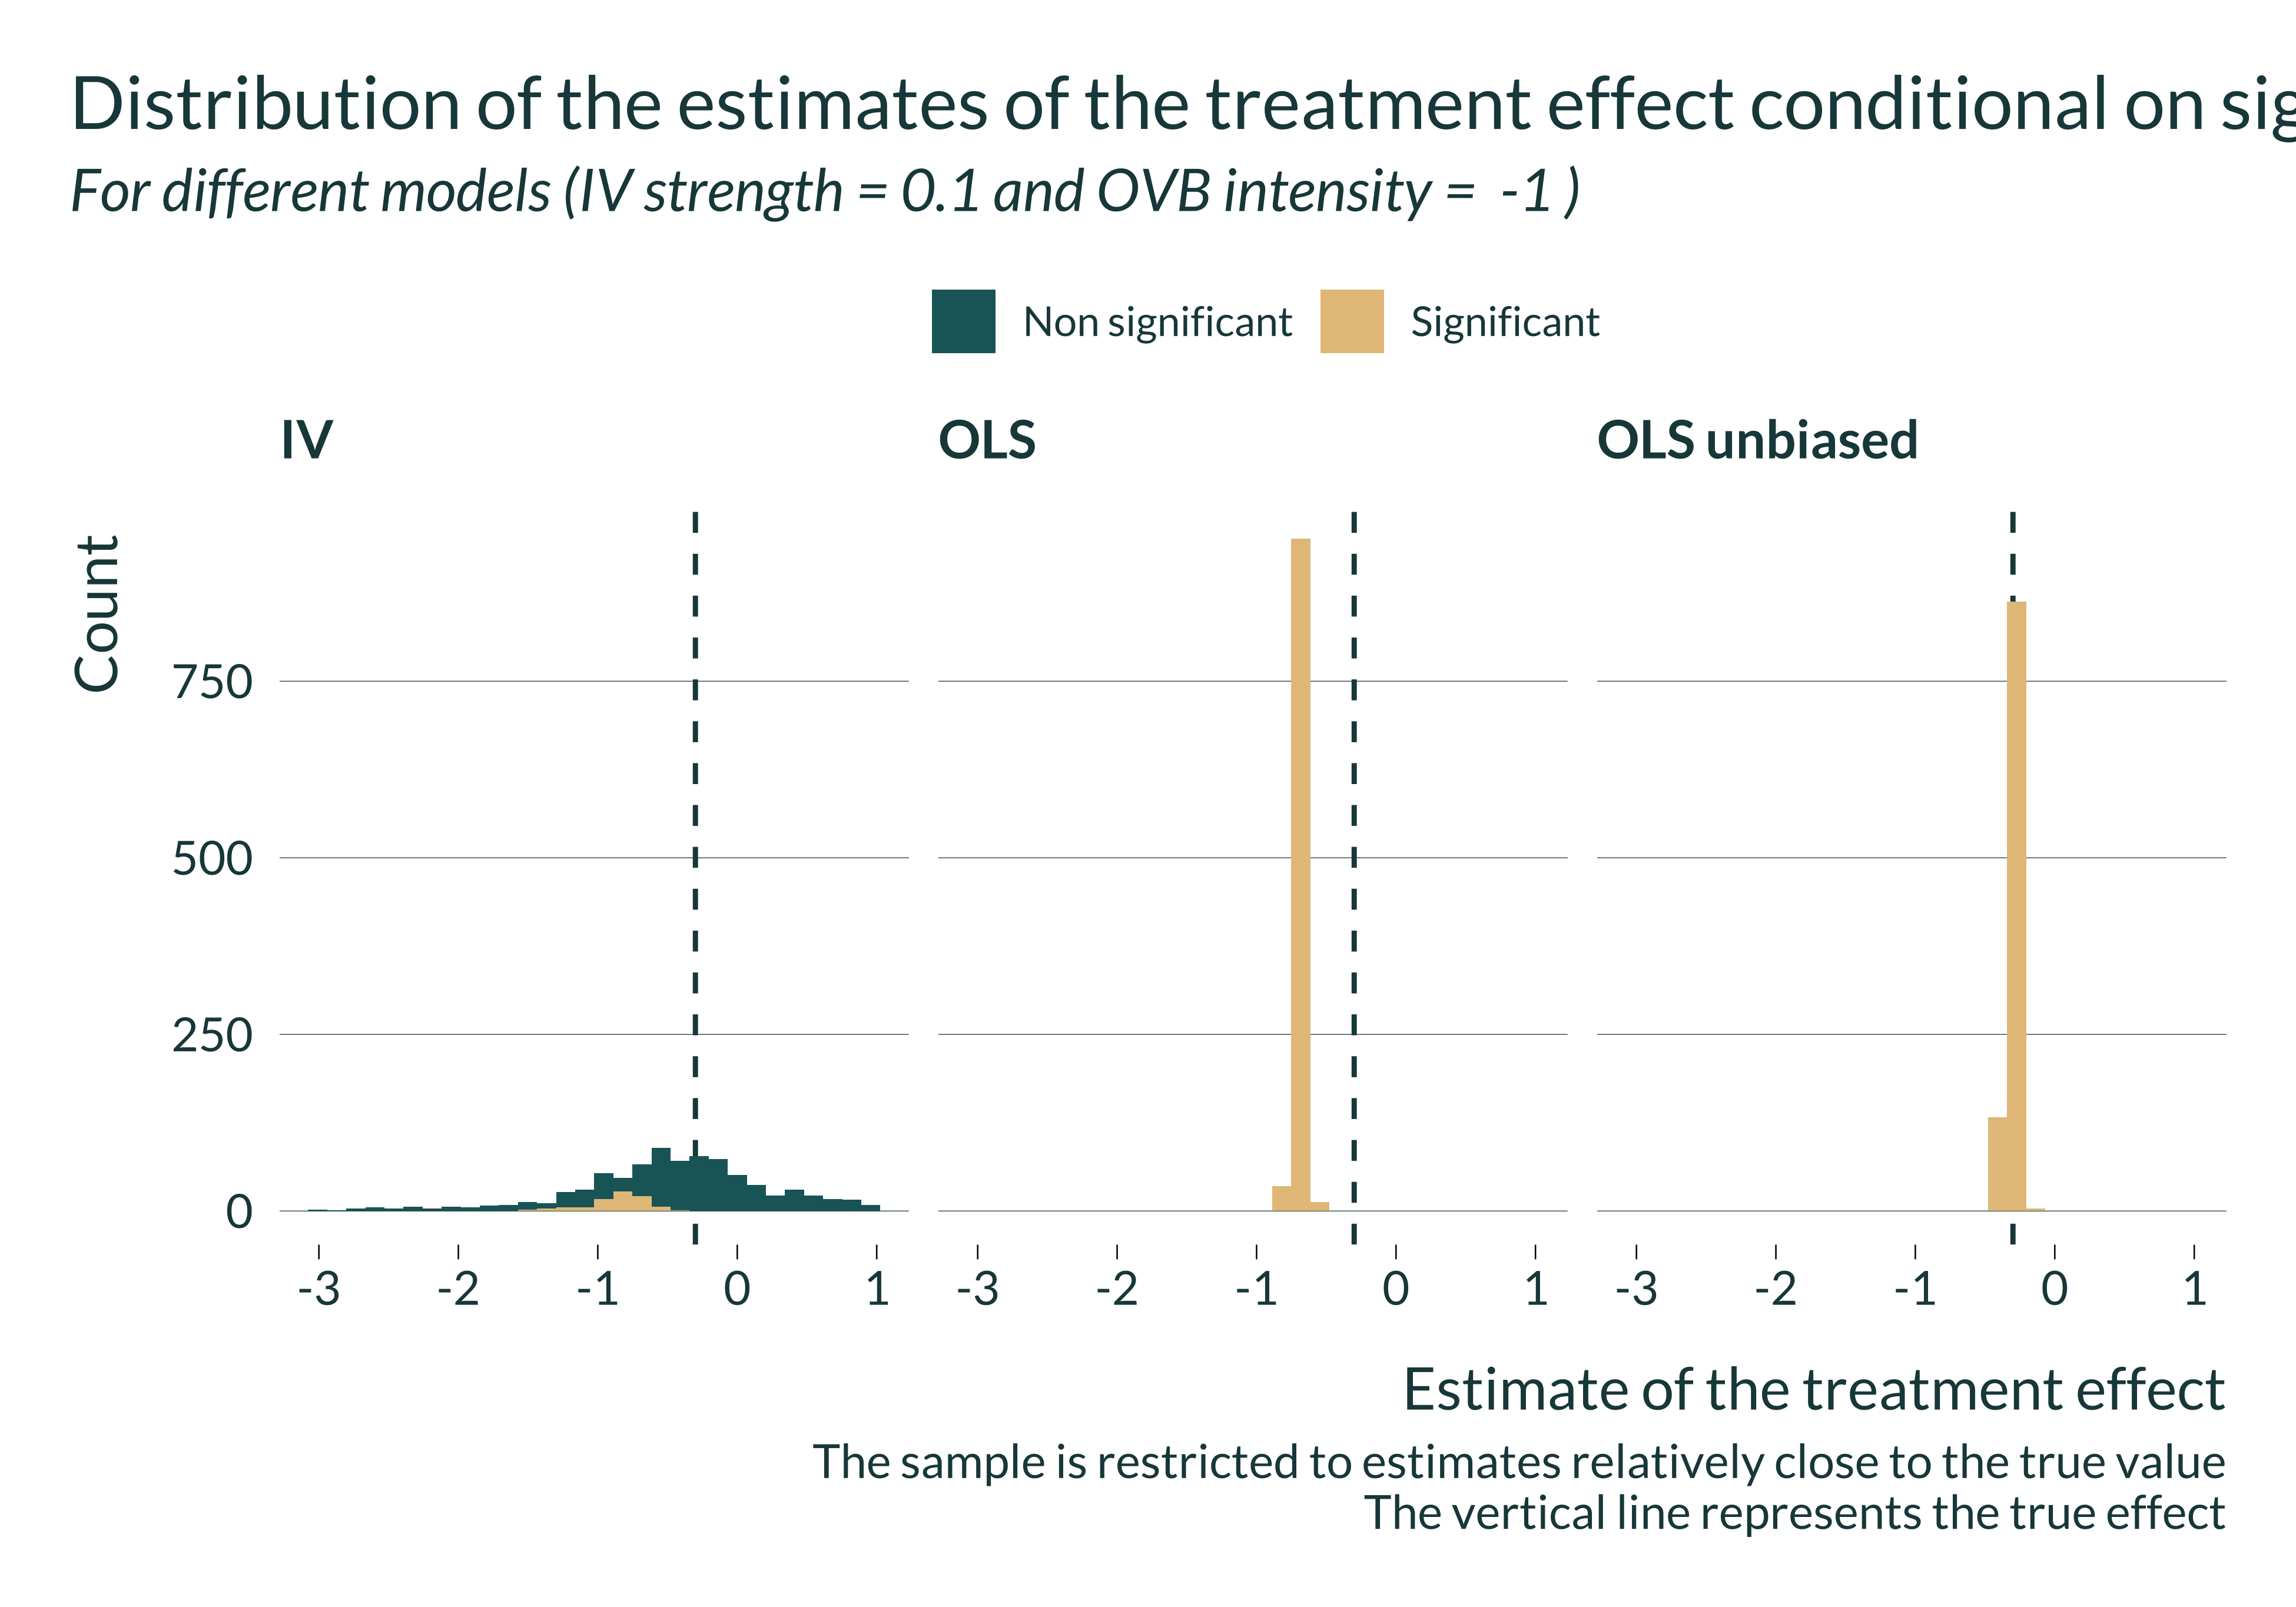 Distribution of the estimates of the treatment effect conditional on
For different models (IV strength = 0.1 and OVB intensity = -1 )
Non significant Significant
IV OLS OLS unbiased
Count
750
500
250
0
-3 -2 -1 0 1 -3 -2 -1 0 1 -3 -2 -1 0 1
Estimate of the treatment effect
The sample is restricted to estimates relatively close to the true value
The vertical line represents the true effect